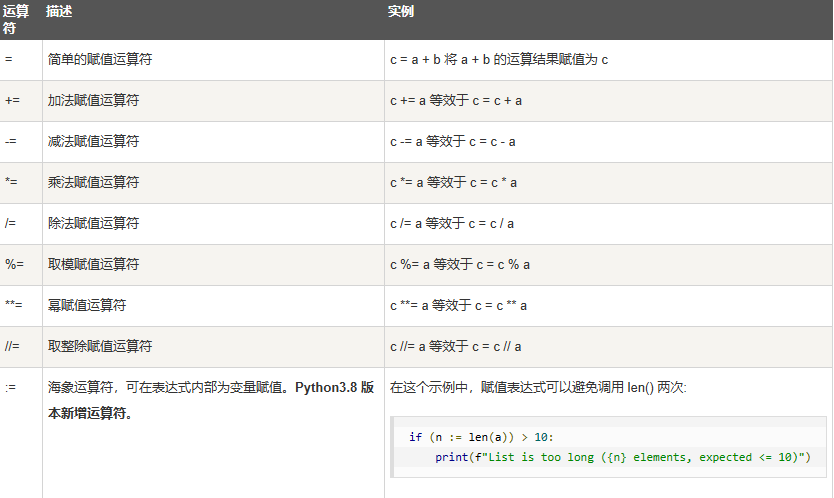 运算符 描述 实例
= 简单的赋值运算符 c = a + b 将 a + b 的运算结果赋值为 c
+= 加法赋值运算符 c += a 等效于 c = c + a
-= 减法赋值运算符 c -= a 等效于 c = c - a
*= 乘法赋值运算符 c *= a 等效于 c = c * a
/= 除法赋值运算符 c /= a 等效于 c = c / a
%= 取模赋值运算符 c %= a 等效于 c = c % a
**= 幂赋值运算符 c **= a 等效于 c = c ** a
//= 取整除赋值运算符 c //= a 等效于 c = c // a
:= 海象运算符，可在表达式内部为变量赋值。Python3.8 版
本新增运算符。
在这个示例中，赋值表达式可以避免调用 len() 两次:
if (n := len(a)) > 10:
    print(f"List is too long ({n} elements, expected <= 10)")